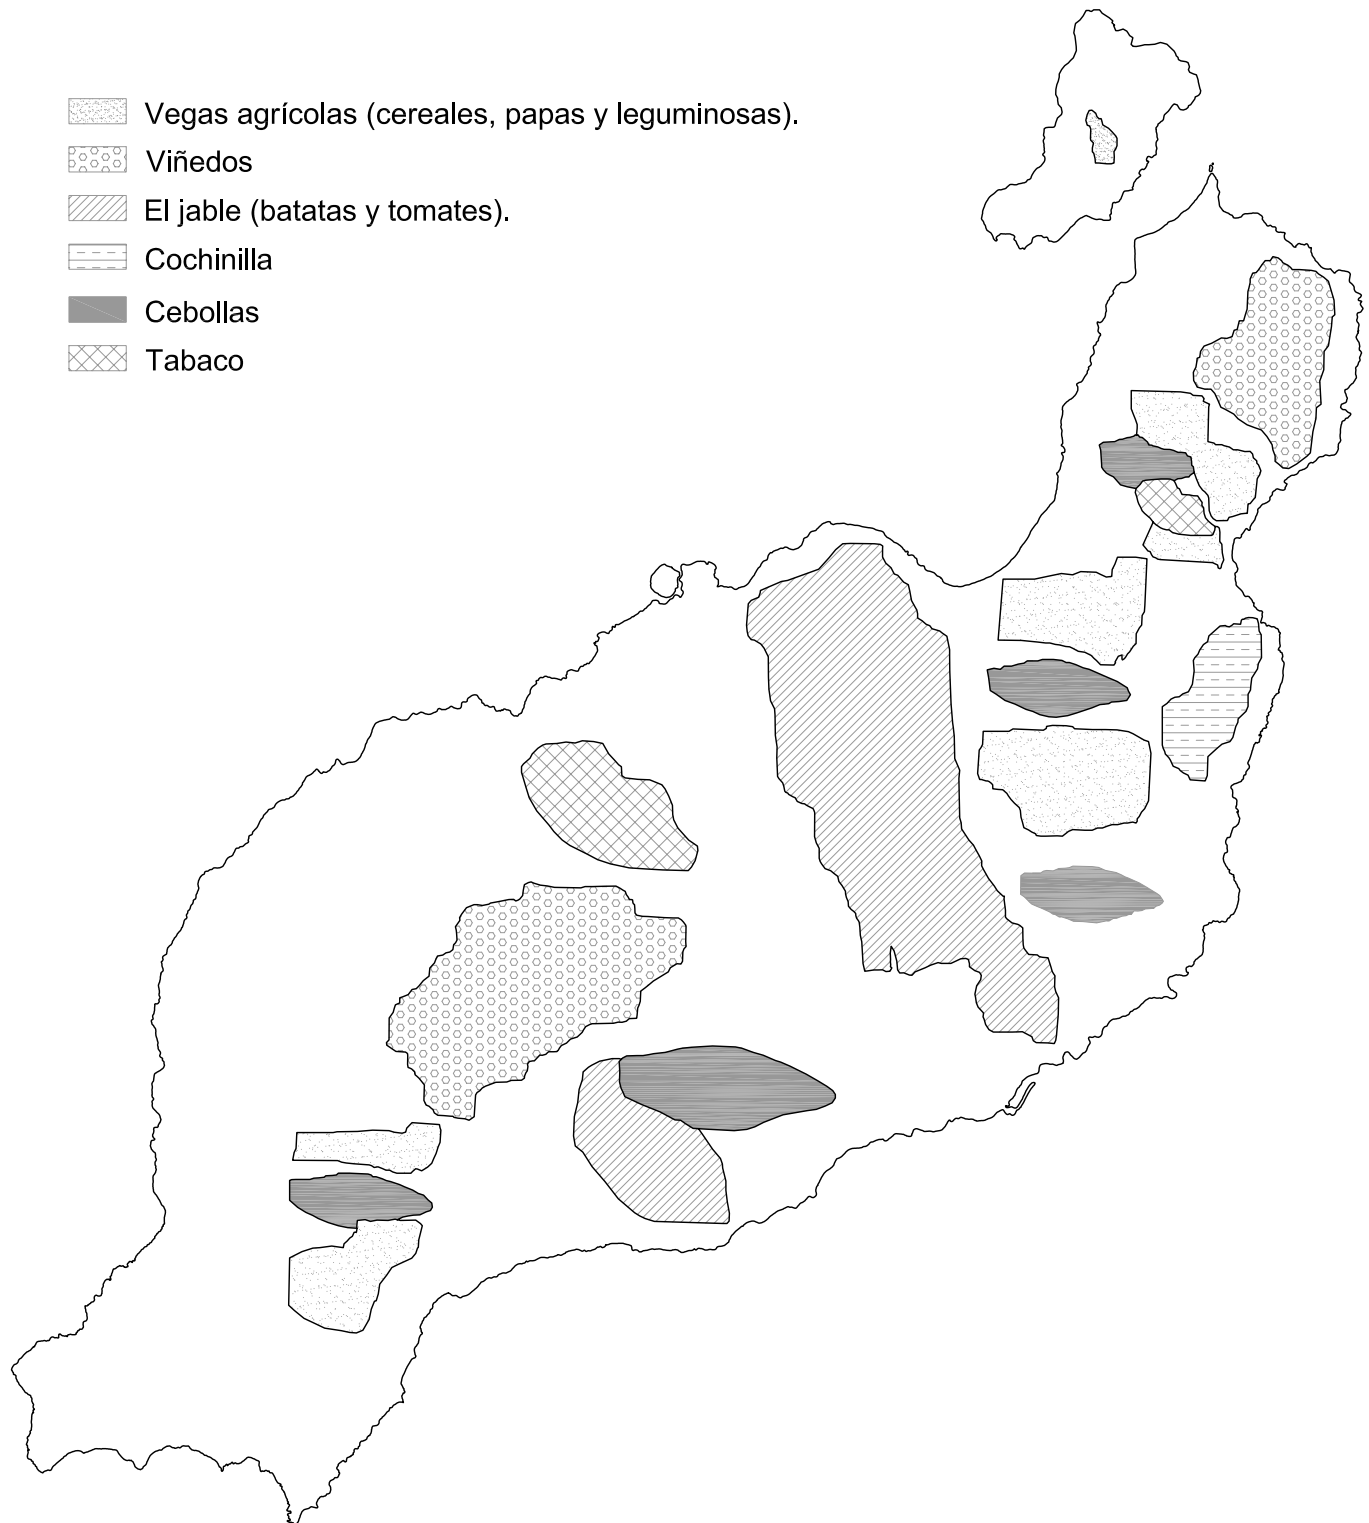 Vegas agrícolas (cereales, papas y leguminosas).
Viñedos
El jable (batatas y tomates).
Cochinilla
Cebollas
Tabaco